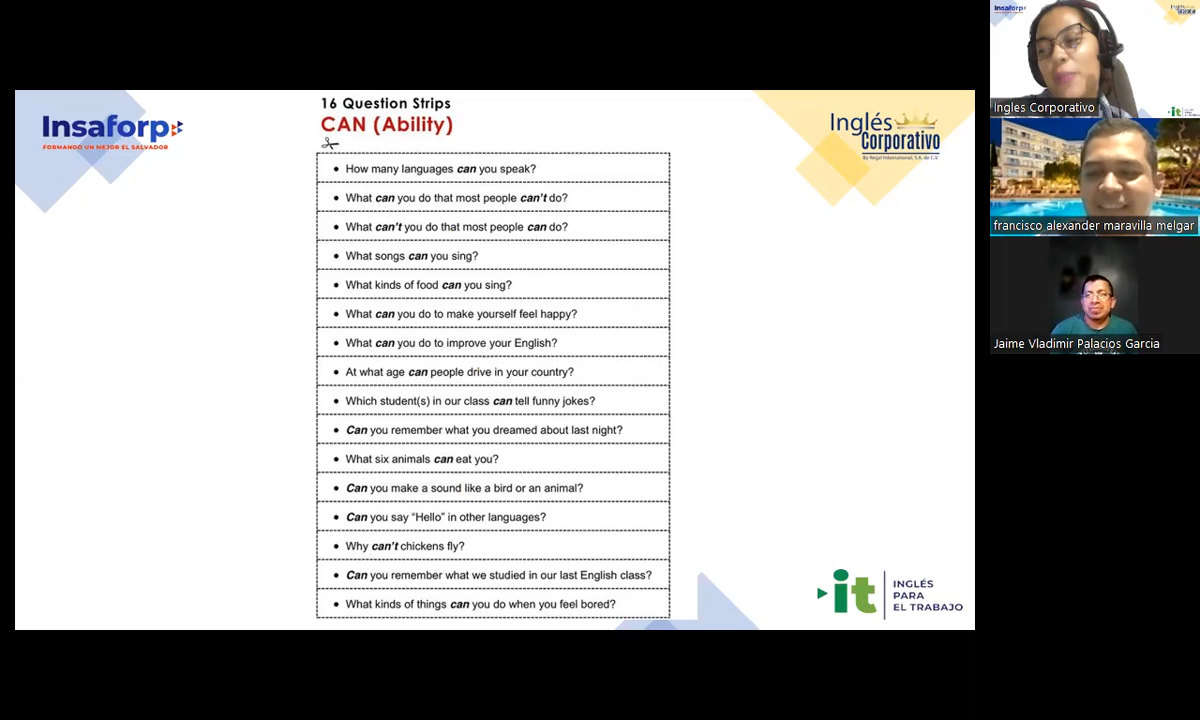 Insaforp
FORMANDO UN MEJOR EL SALVADOR
16 Question Strips
CAN (Ability)
Inglés
Corporativo
By Regal International, S.A. de C.V.
• How many languages can you speak?
• What can you do that most people can't do?
• What can't you do that most people can do?
• What songs can you sing?
• What kinds of food can you sing?
• What can you do to make yourself feel happy?
• What can you do to improve your English?
• At what age can people drive in your country?
• Which student(s) in our class can tell funny jokes?
• Can you remember what you dreamed about last night?
• What six animals can eat you?
• Can you make a sound like a bird or an animal?
• Can you say “Hello” in other languages?
• Why can't chickens fly?
• Can you remember what we studied in our last English class?
• What kinds of things can you do when you feel bored?
it
INGLÉS
PARA
EL TRABAJO
Insaforp
Ingles Corporativo
it
francisco alexander maravilla melgar
Jaime Vladimir Palacios Garcia